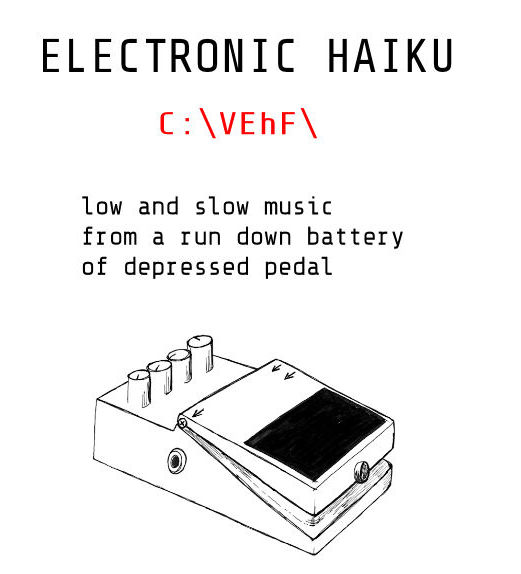 ELECTRONIC HAIKU
C:\VEhF\
low and slow music
from a run down battery
of depressed pedal